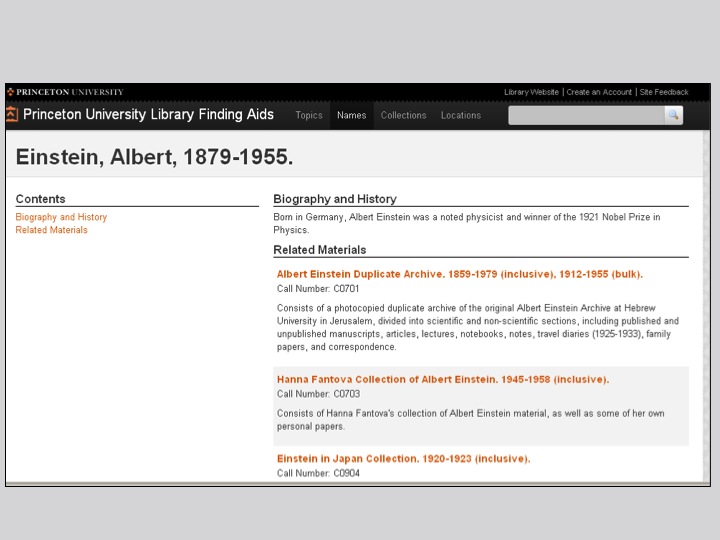 PRINCETON UNIVERSITY
Library Website | Create an Account | Site Feedback
Princeton University Library Finding Aids
Topics Names Collections Locations
Einstein, Albert, 1879-1955.
Contents
Biography and History
Related Materials
Biography and History
Born in Germany, Albert Einstein was a noted physicist and winner of the 1921 Nobel Prize in
Physics.
Related Materials
Albert Einstein Duplicate Archive. 1859-1979 (inclusive), 1912-1955 (bulk).
Call Number: C0701
Consists of a photocopied duplicate archive of the original Albert Einstein Archive at Hebrew
University in Jerusalem, divided into scientific and non-scientific sections, including published and
unpublished manuscripts, articles, lectures, notebooks, notes, travel diaries (1925-1933), family
papers, and correspondence.
Hanna Fantova Collection of Albert Einstein. 1945-1958 (inclusive).
Call Number: C0703
Consists of Hanna Fantova's collection of Albert Einstein material, as well as some of her own
personal papers.
Einstein in Japan Collection. 1920-1923 (inclusive).
Call Number: C0904